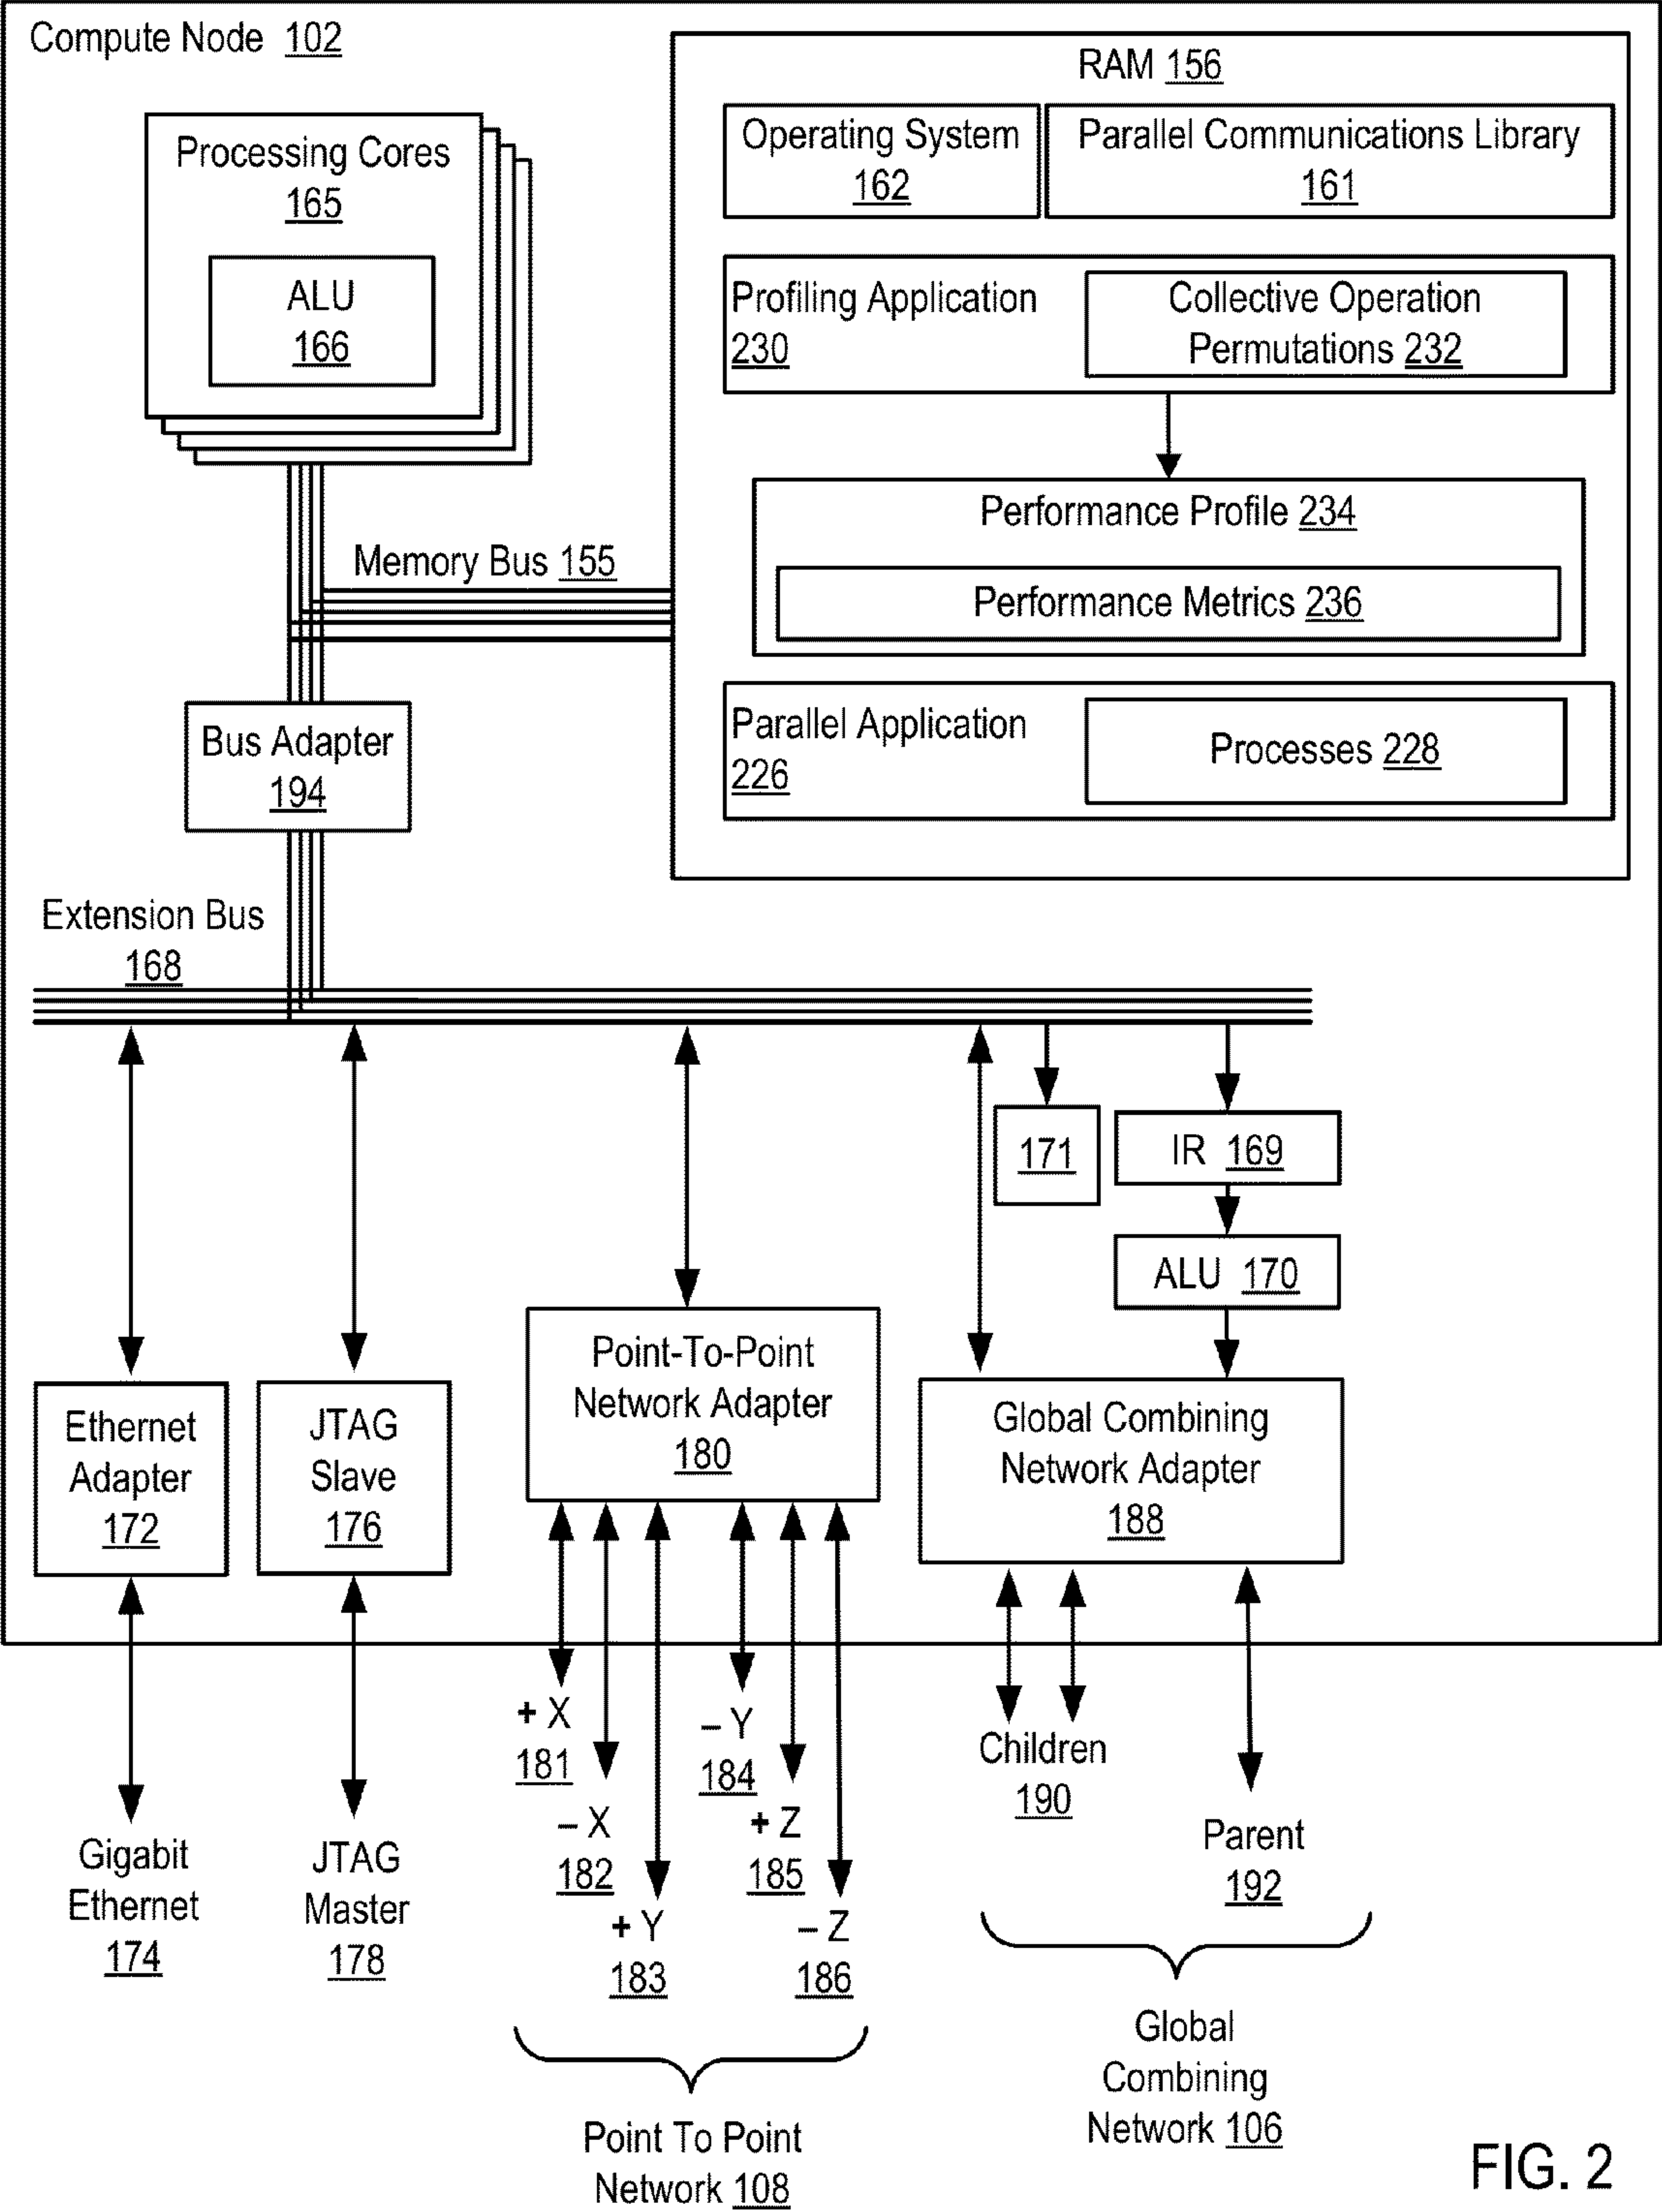 Compute Node 102
RAM 156
Operating System
162
Parallel Communications Library
161
Processing Cores
165
ALU
166
Profiling Application
230
Collective Operation
Permutations 232
Performance Profile 234
Performance Metrics 236
Memory Bus 155
Parallel Application
226
Processes 228
Bus Adapter
194
Extension Bus
168
171
IR 169
ALU 170
Ethernet
Adapter
172
JTAG
Slave
176
Point-To-Point
Network Adapter
180
Global Combining
Network Adapter
188
+ X
181
– X
182
+ Y
183
– Y
184
+ Z
185
– Z
186
Children
190
Parent
192
Gigabit
Ethernet
174
JTAG
Master
178
Point To Point
Network 108
Global
Combining
Network 106
FIG. 2